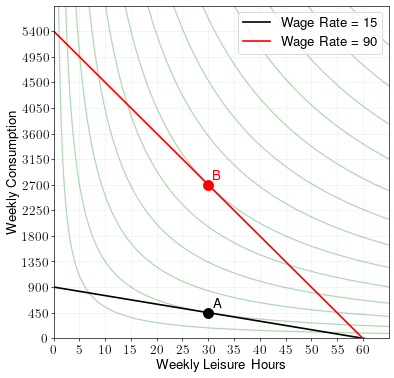 Wage Rate = 15
Wage Rate = 90
Weekly Consumption
5400
4950
4500
4050
3600
3150
2700
2250
1800
1350
900
450
0
B
A
0 5 10 15 20 25 30 35 40 45 50 55 60
Weekly Leisure Hours